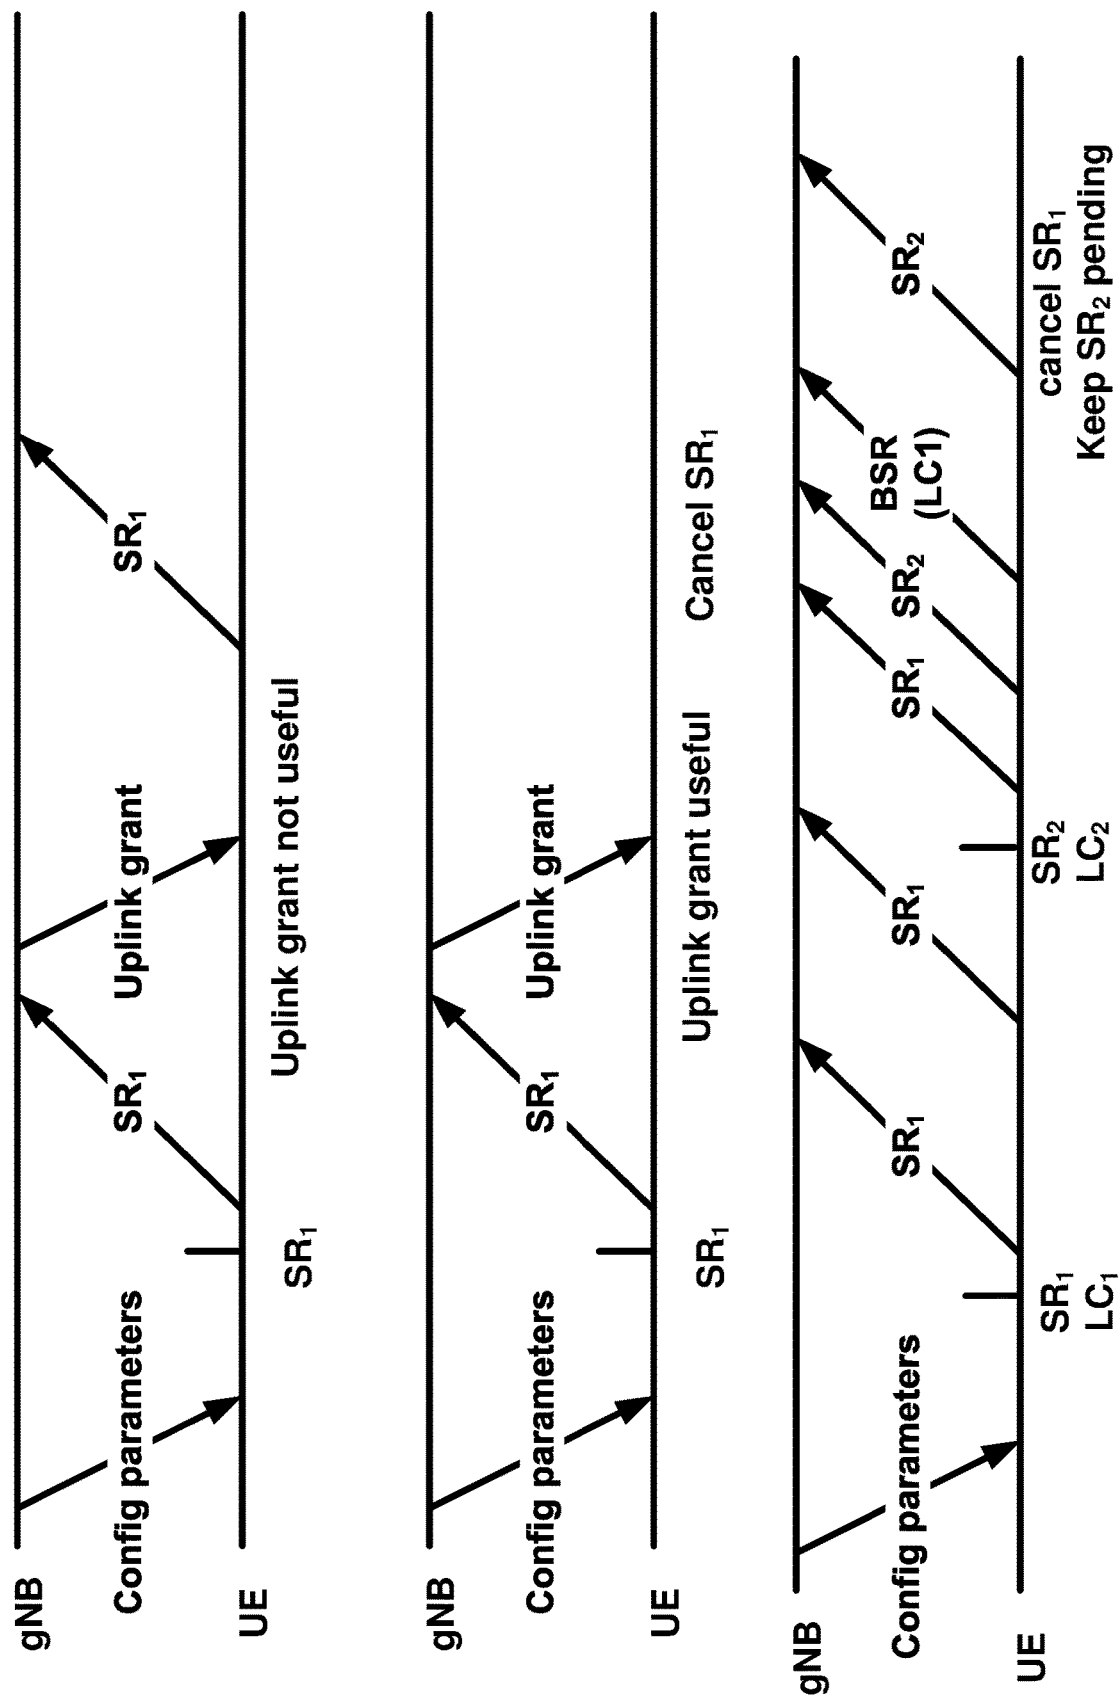 gNB
Config parameters
SR₁
Uplink grant
SR₁
UE
SR₁
Uplink grant not useful
gNB
Config parameters
SR₁
Uplink grant
UE
SR₁
Uplink grant useful
Cancel SR₁
gNB
Config parameters
SR₁
SR₁
SR₁
SR₂
BSR
(LC1)
SR₂
UE
SR₁
LC₁
SR₂
LC₂
cancel SR₁
Keep SR₂ pending